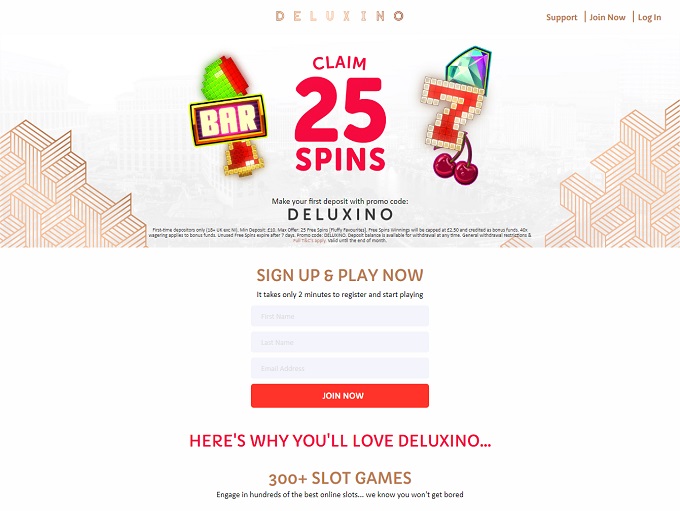 DELUXINO
Support | Join Now | Log In
CLAIM
25
SPINS
BAR
7
Make your first deposit with promo code:
DELUXINO
First-time depositors only (18+ UK exc NI). Min Deposit: £10. Max Offer: 25 Free Spins [Fluffy Favourites]. Free Spins Winnings will be capped at £2.50 and credited as bonus funds. 40x
wagering applies to bonus funds. Unused Free Spins expire after 7 days. Promo code: DELUXINO. Deposit balance is available for withdrawal at any time. General withdrawal restrictions &
Full T&C's apply. Valid until the end of month.
SIGN UP & PLAY NOW
It takes only 2 minutes to register and start playing
First Name
Last Name
Email Address
JOIN NOW
HERE'S WHY YOU'LL LOVE DELUXINO...
300+ SLOT GAMES
Engage in hundreds of the best online slots... we know you won't get bored